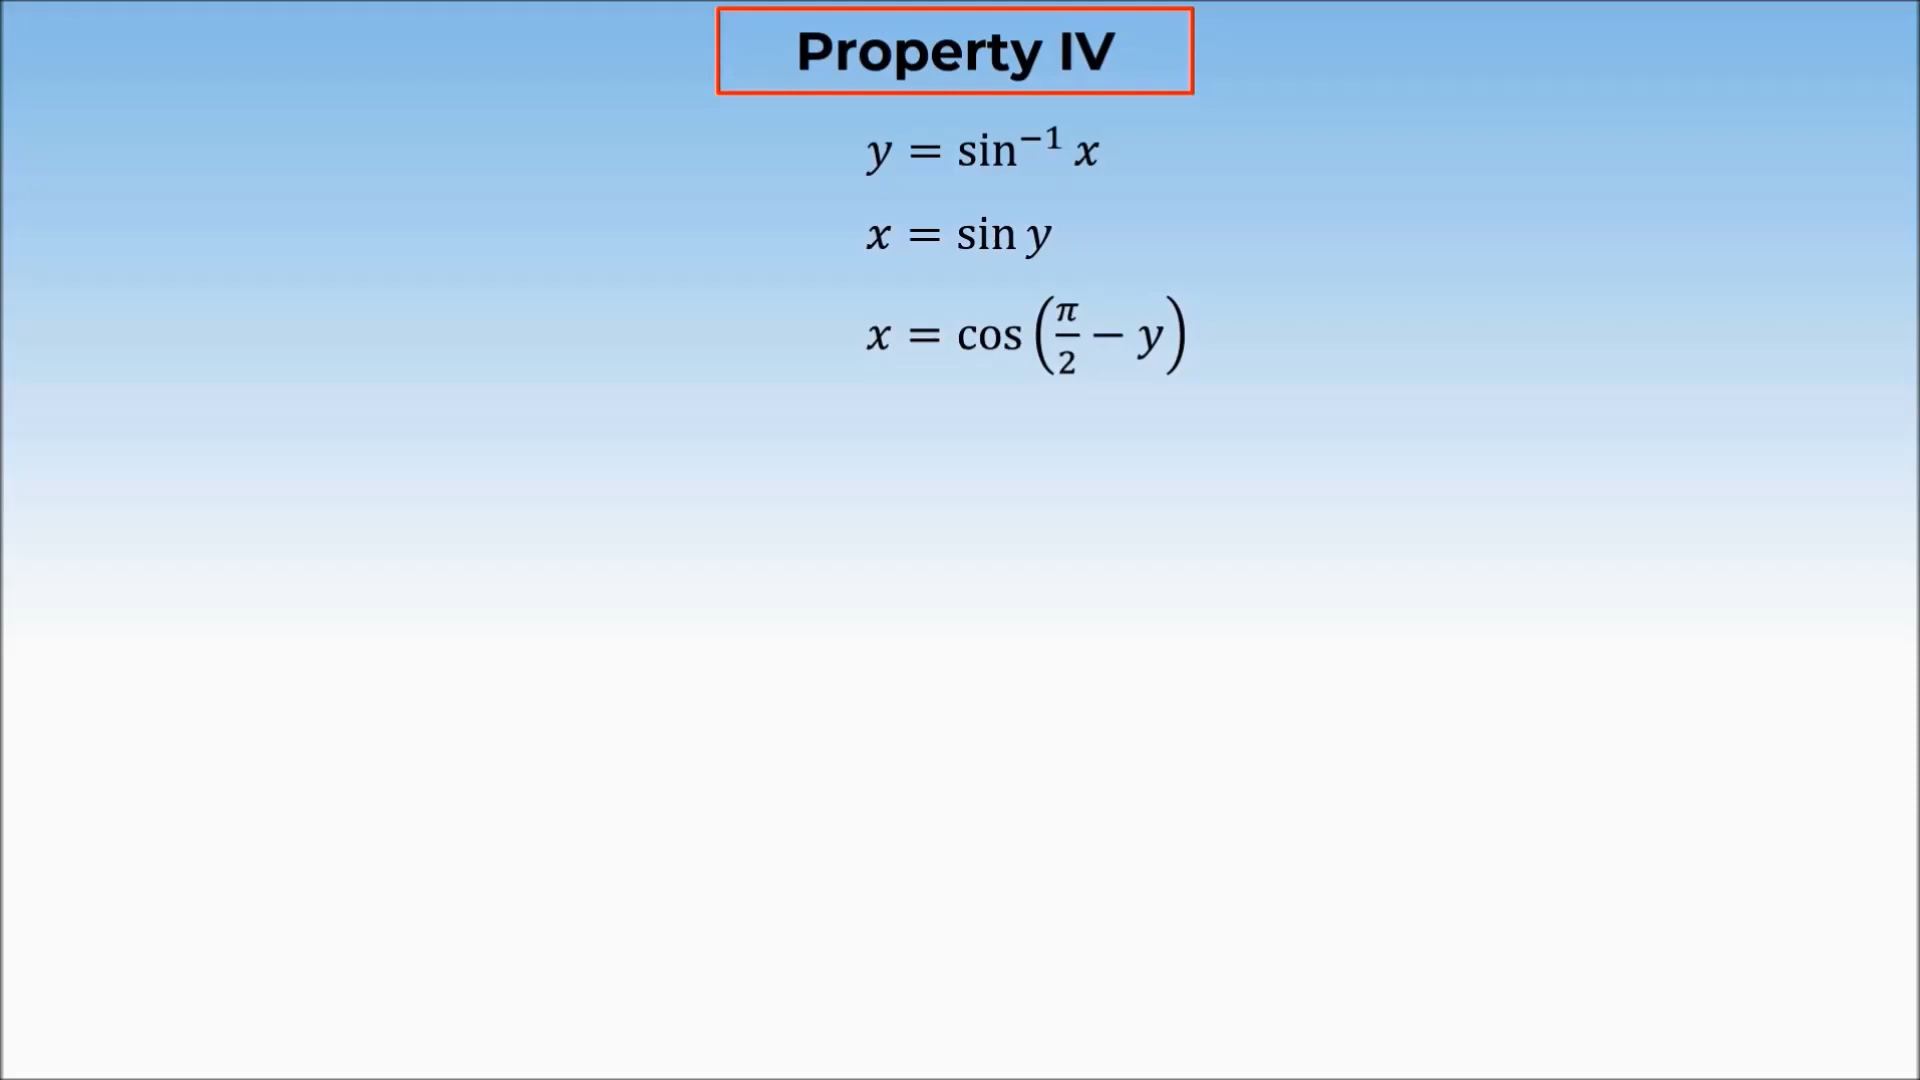 Property IV
y = sin⁻¹ x
x = sin y
x = cos (π/2 − y)